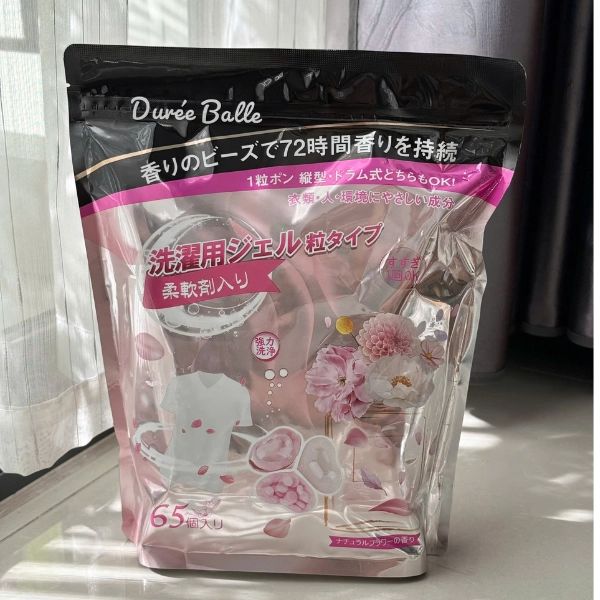 Durée Balle
香りのビーズで72時間香りを持続
1粒ポン 縦型・ドラム式どちらもOK!
衣類・人・環境にやさしい成分
洗濯用ジェル 粒タイプ
柔軟剤入り
すすぎ
1回OK
強力
洗浄
65個入り
ナチュラルフラワーの香り